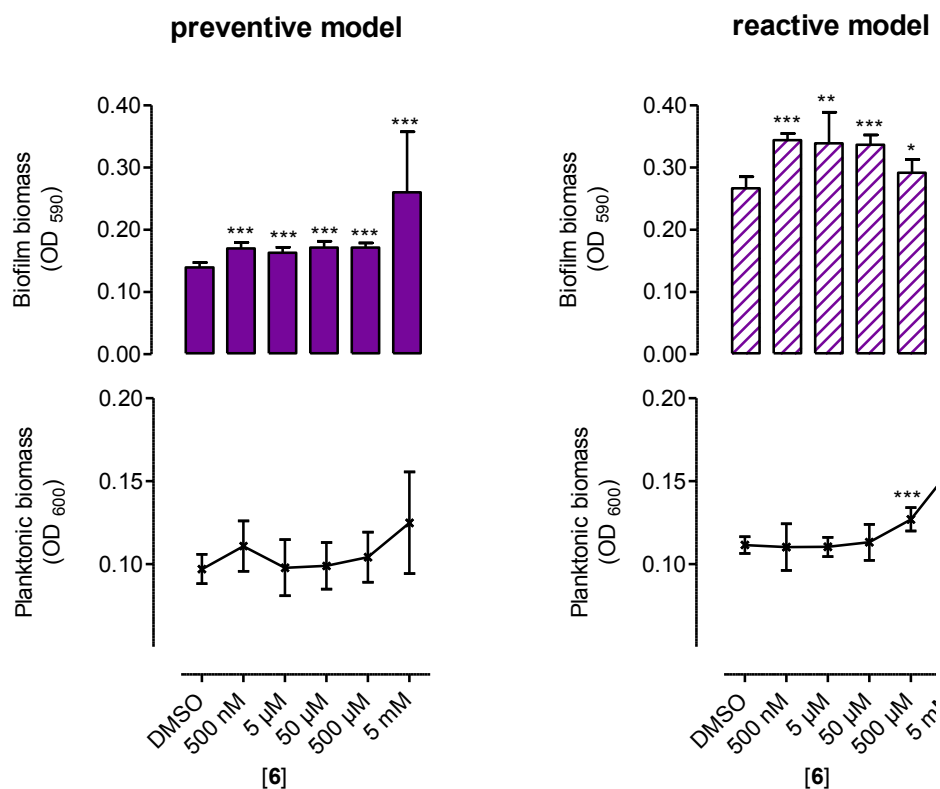 preventive model
reactive model
Biofilm biomass
(OD 590)
0.40
0.30
0.20
0.10
0.00
***
***
***
***
***
Biofilm biomass
(OD 590)
0.40
0.30
0.20
0.10
0.00
***
**
***
*
Planktonic biomass
(OD 600)
0.20
0.15
0.10
Planktonic biomass
(OD 600)
0.20
0.15
0.10
***
DMSO
500 nM
5 µM
50 µM
500 µM
5 mM
[6]
DMSO
500 nM
5 µM
50 µM
500 µM
5 mM
[6]